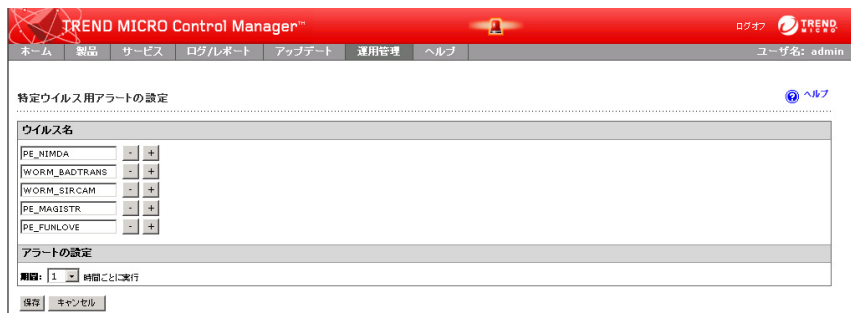 TREND MICRO Control Manager™
ログオフ
TREND MICRO
ホーム 製品 サービス ログ/レポート アップデート 運用管理 ヘルプ ユーザ名: admin
特定ウイルス用アラートの設定
ヘルプ
ウイルス名
PE_NIMDA - +
WORM_BADTRANS - +
WORM_SIRCAM - +
PE_MAGISTR - +
PE_FUNLOVE - +
アラートの設定
期間: 1 時間ごとに実行
保存 キャンセル